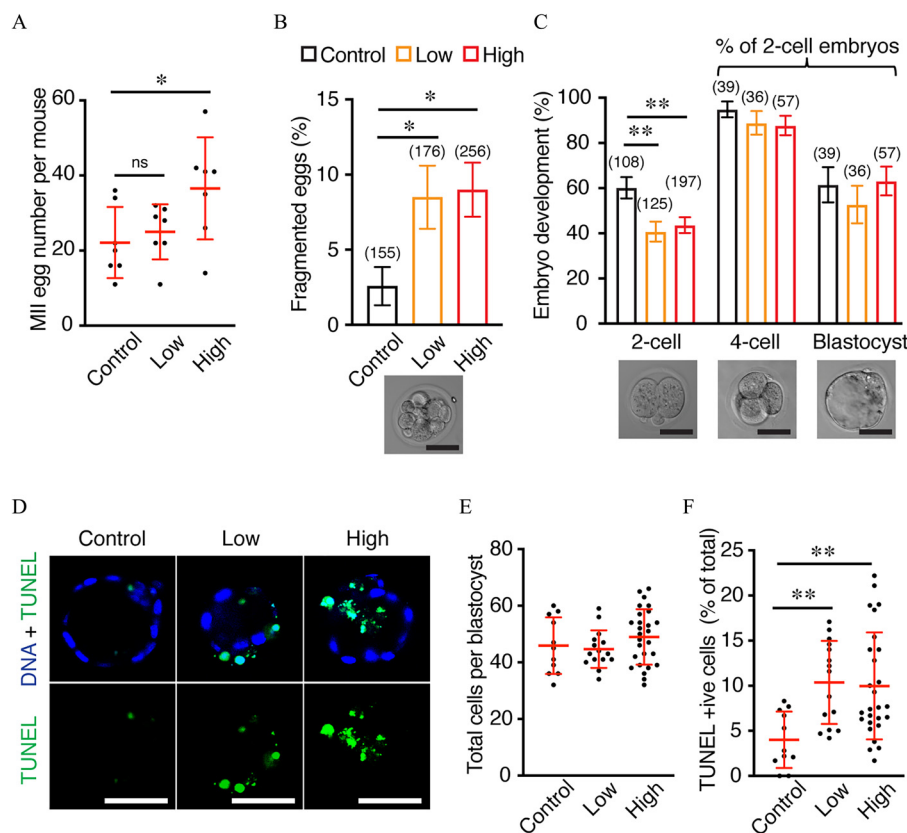 A
MII egg number per mouse
60
40
20
0
*
ns
Control
Low
High
B
Control Low High
Fragmented eggs (%)
15
10
5
0
*
*
(155)
(176)
(256)
Control
Low
High
C
% of 2-cell embryos
Embryo development (%)
100
80
60
40
20
0
**
**
(108)
(125)
(197)
(39)
(36)
(57)
(39)
(36)
(57)
2-cell 4-cell Blastocyst
D
Control Low High
DNA + TUNEL
TUNEL
E
Total cells per blastocyst
80
60
40
20
0
Control
Low
High
F
TUNEL +ive cells (% of total)
25
20
15
10
5
0
**
**
Control
Low
High